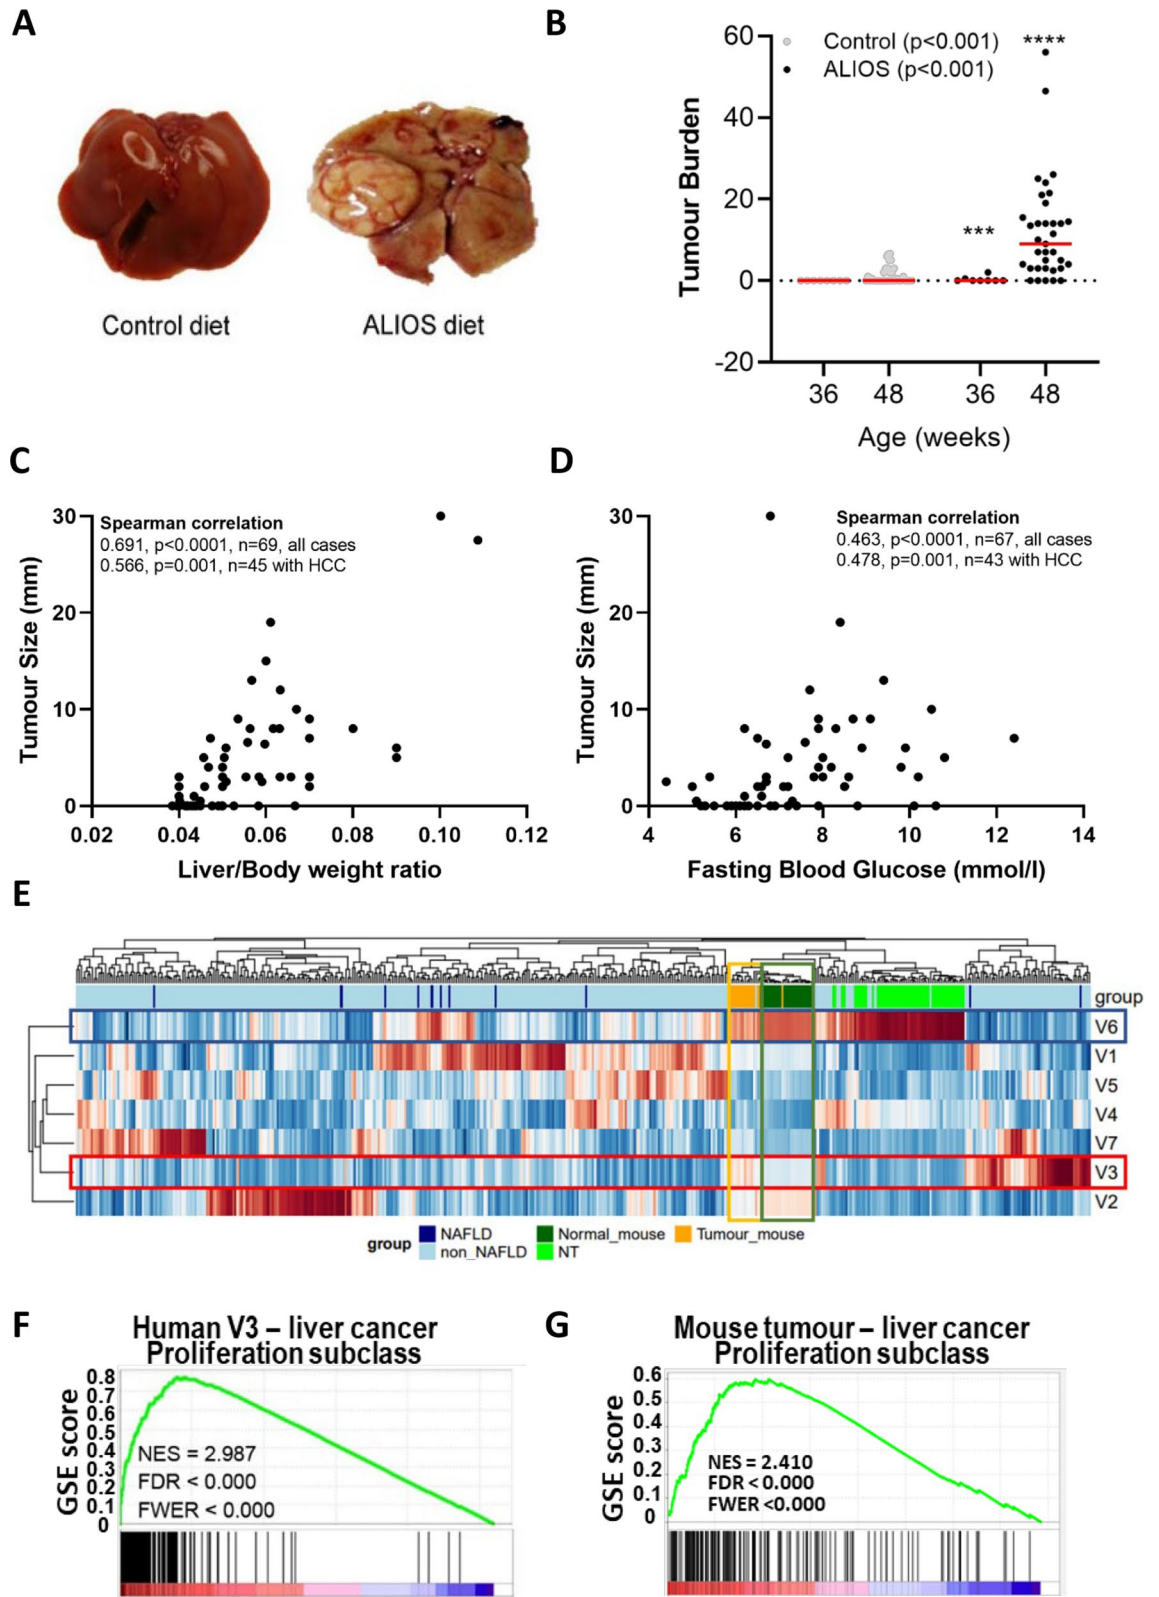 A
Control diet
ALIOS diet
B
Control (p<0.001)
ALIOS (p<0.001)
****
***
60
40
20
0
-20
Tumour Burden
36
48
36
48
Age (weeks)
C
Spearman correlation
0.691, p<0.0001, n=69, all cases
0.566, p=0.001, n=45 with HCC
30
20
10
0
Tumour Size (mm)
0.02
0.04
0.06
0.08
0.10
0.12
Liver/Body weight ratio
D
Spearman correlation
0.463, p<0.0001, n=67, all cases
0.478, p=0.001, n=43 with HCC
30
20
10
0
Tumour Size (mm)
4
6
8
10
12
14
Fasting Blood Glucose (mmol/l)
E
group
V6
V1
V5
V4
V7
V3
V2
group
NAFLD
Normal_mouse
Tumour_mouse
non_NAFLD
NT
F
Human V3 – liver cancer
Proliferation subclass
0.8
0.7
0.6
0.5
0.4
0.3
0.2
0.1
0
GSE score
NES = 2.987
FDR < 0.000
FWER < 0.000
G
Mouse tumour – liver cancer
Proliferation subclass
0.6
0.5
0.4
0.3
0.2
0.1
0
GSE score
NES = 2.410
FDR < 0.000
FWER <0.000